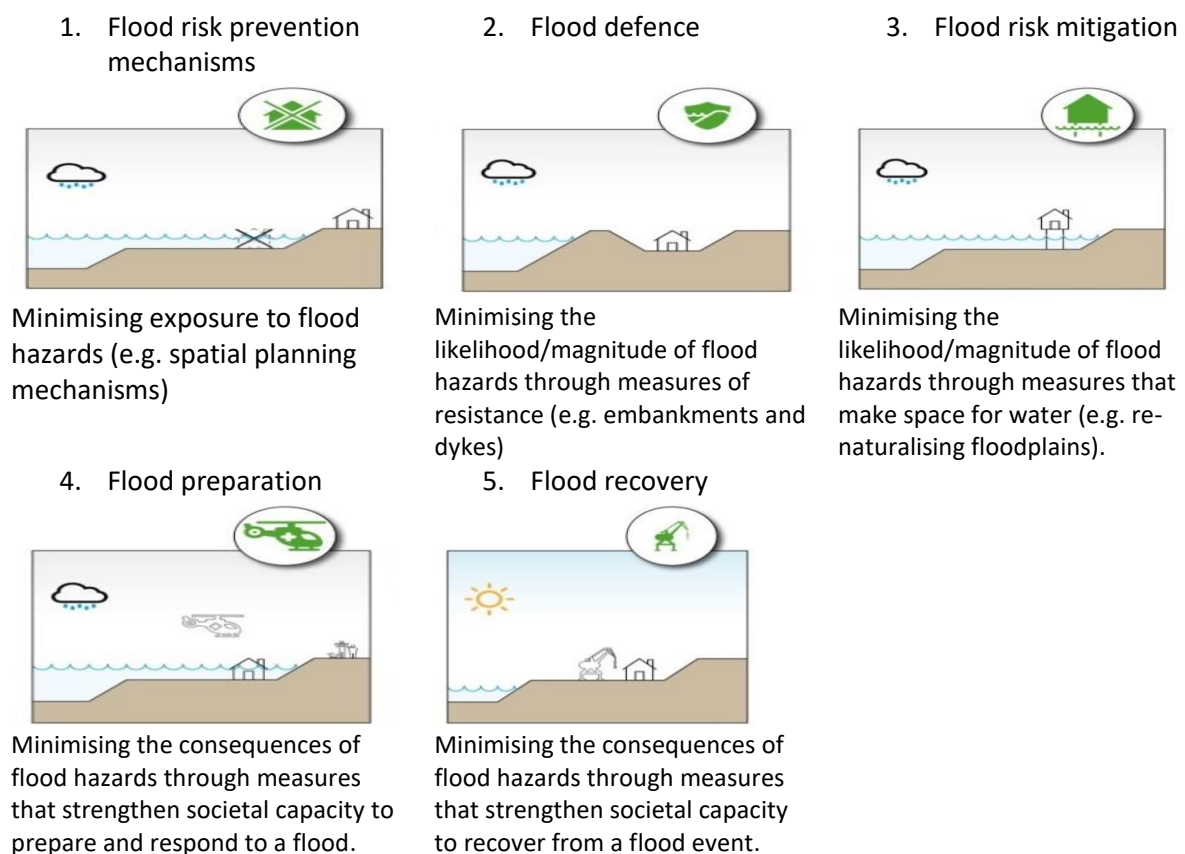 1. Flood risk prevention
mechanisms
Minimising exposure to flood
hazards (e.g. spatial planning
mechanisms)
2. Flood defence
Minimising the
likelihood/magnitude of flood
hazards through measures of
resistance (e.g. embankments and
dykes)
3. Flood risk mitigation
Minimising the
likelihood/magnitude of flood
hazards through measures that
make space for water (e.g. re-
naturalising floodplains).
4. Flood preparation
Minimising the consequences of
flood hazards through measures
that strengthen societal capacity to
prepare and respond to a flood.
5. Flood recovery
Minimising the consequences of
flood hazards through measures
that strengthen societal capacity
to recover from a flood event.